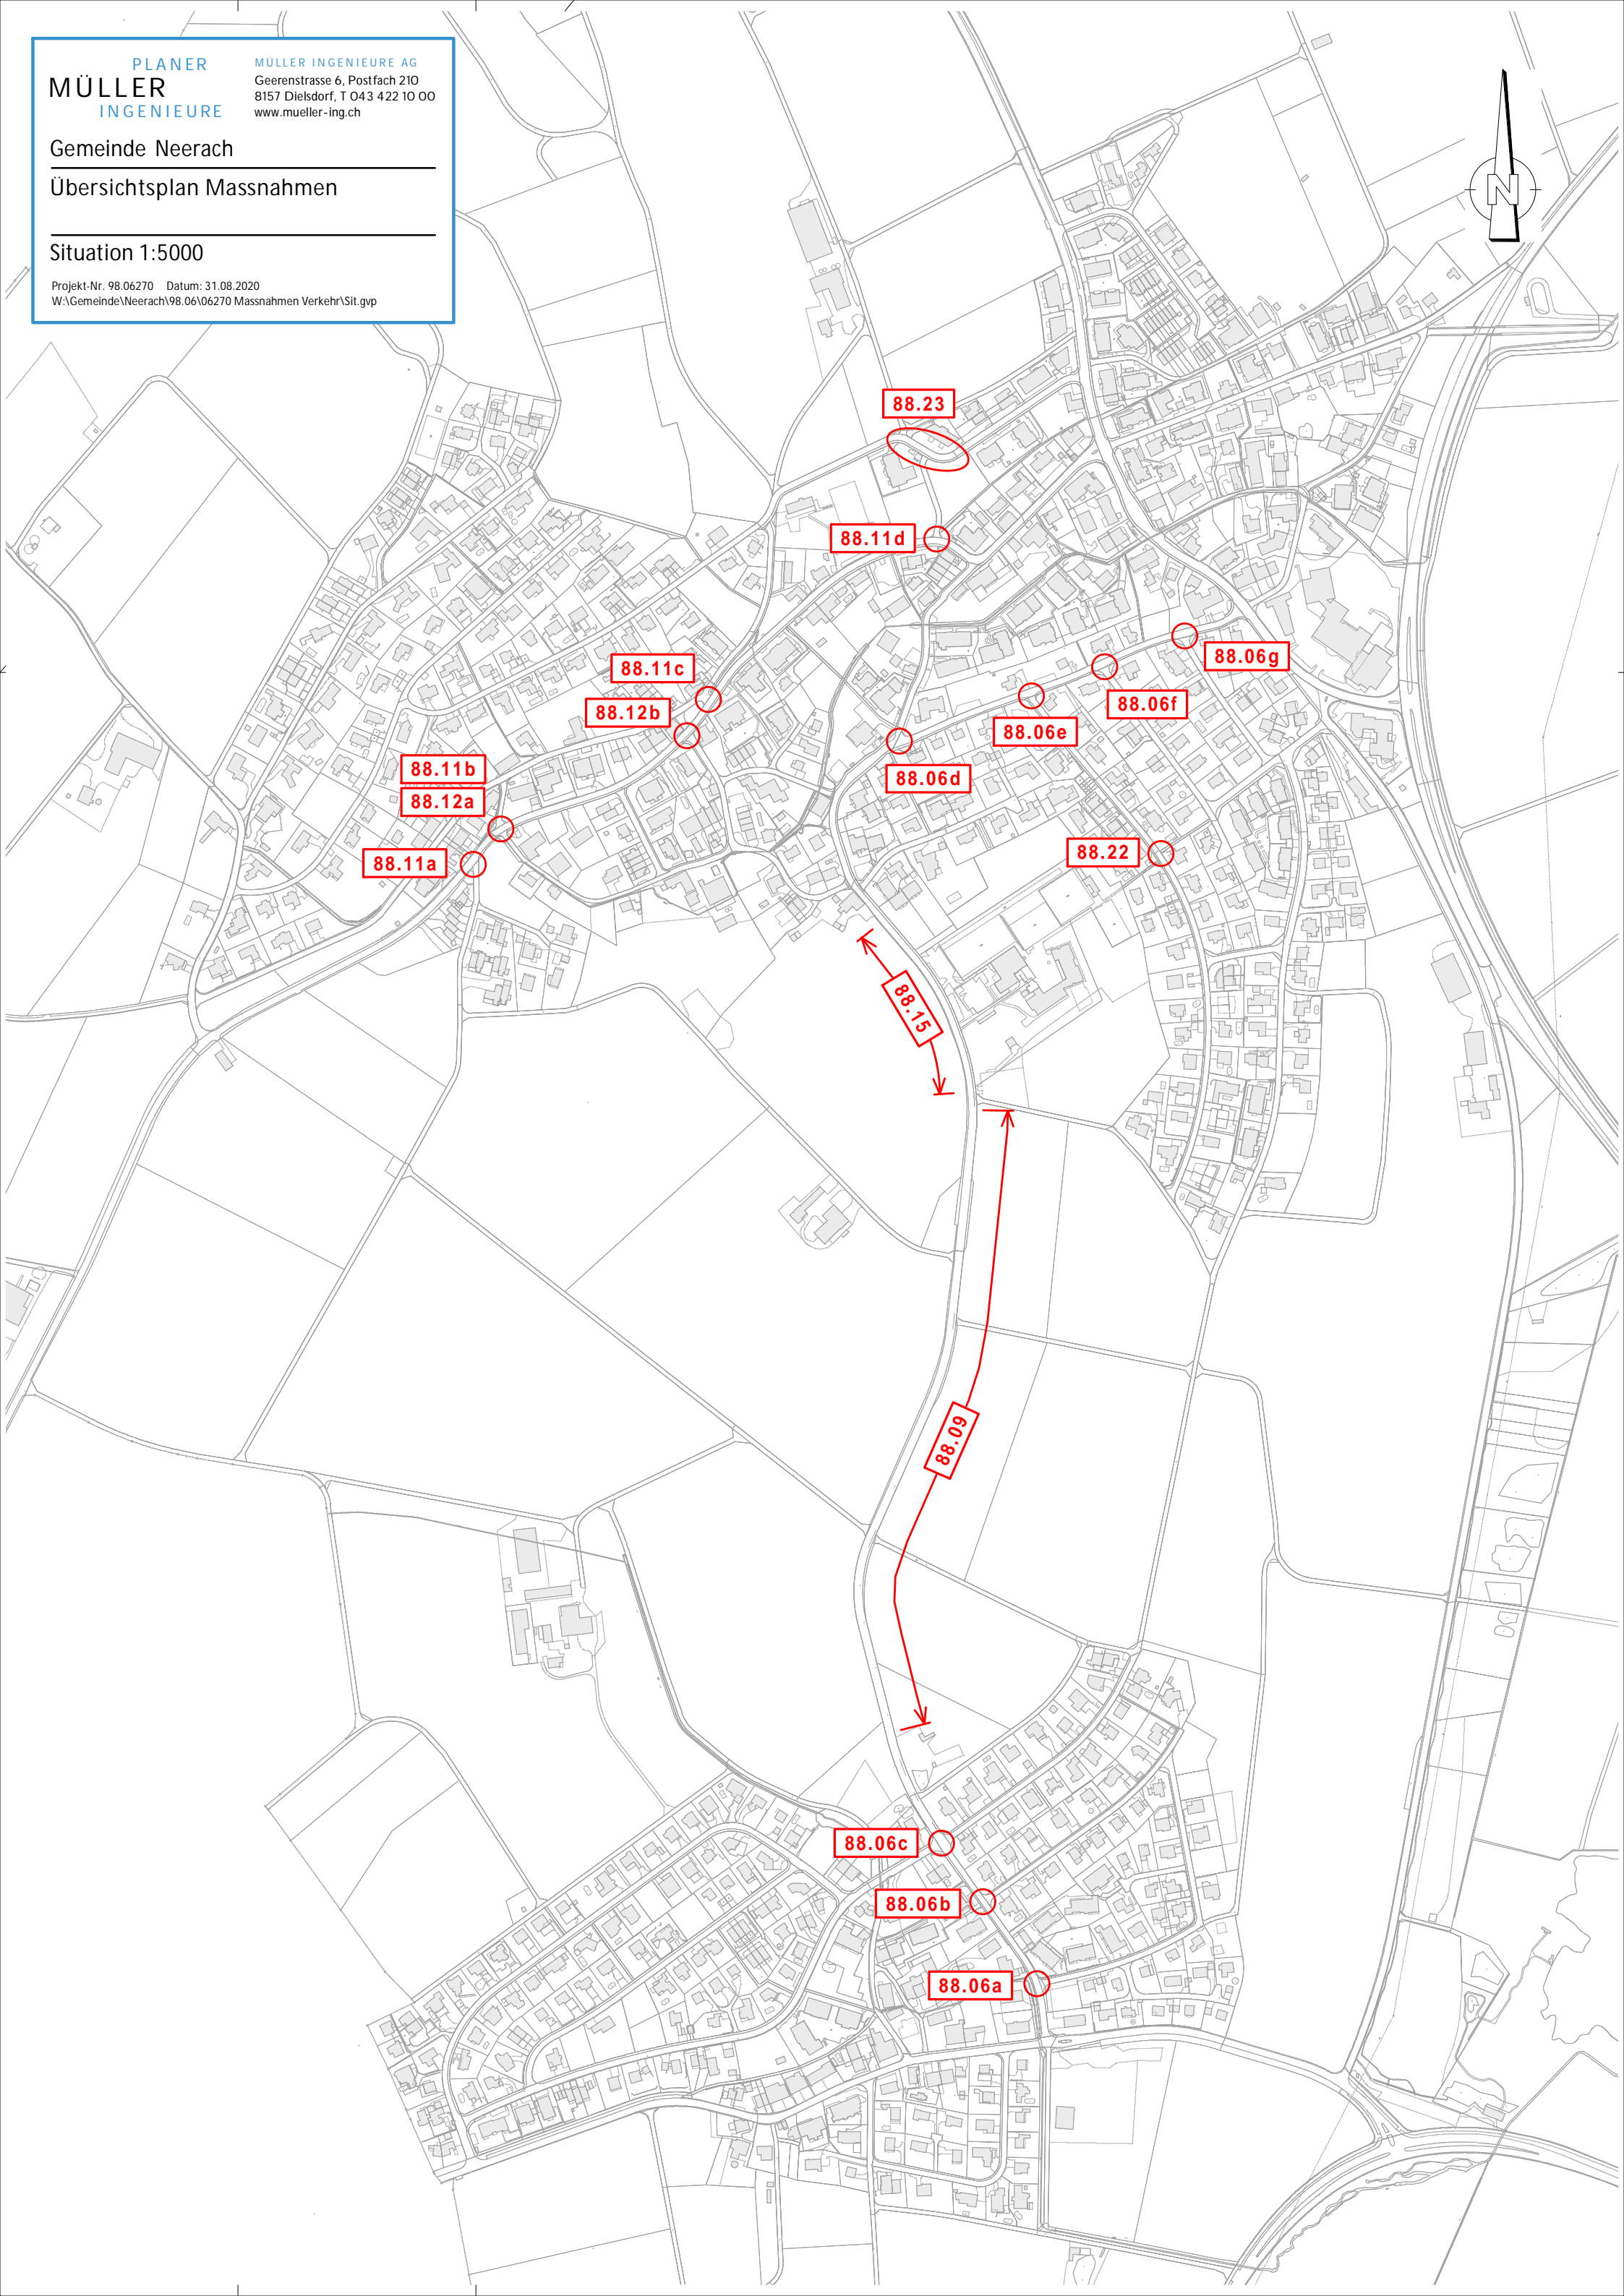 PLANER
MÜLLER
INGENIEURE
MÜLLER INGENIEURE AG
Geerenstrasse 6, Postfach 210
8157 Dielsdorf, T 043 422 10 00
www.mueller-ing.ch
Gemeinde Neerach
Übersichtsplan Massnahmen
Situation 1:5000
Projekt-Nr. 98.06270 Datum: 31.08.2020
W:\Gemeinde\Neerach\98.06\06270 Massnahmen Verkehr\Sit.gvp
N
88.23
88.11d
88.06g
88.11c
88.06f
88.12b
88.06e
88.11b
88.06d
88.12a
88.22
88.11a
88.15
88.09
88.06c
88.06b
88.06a